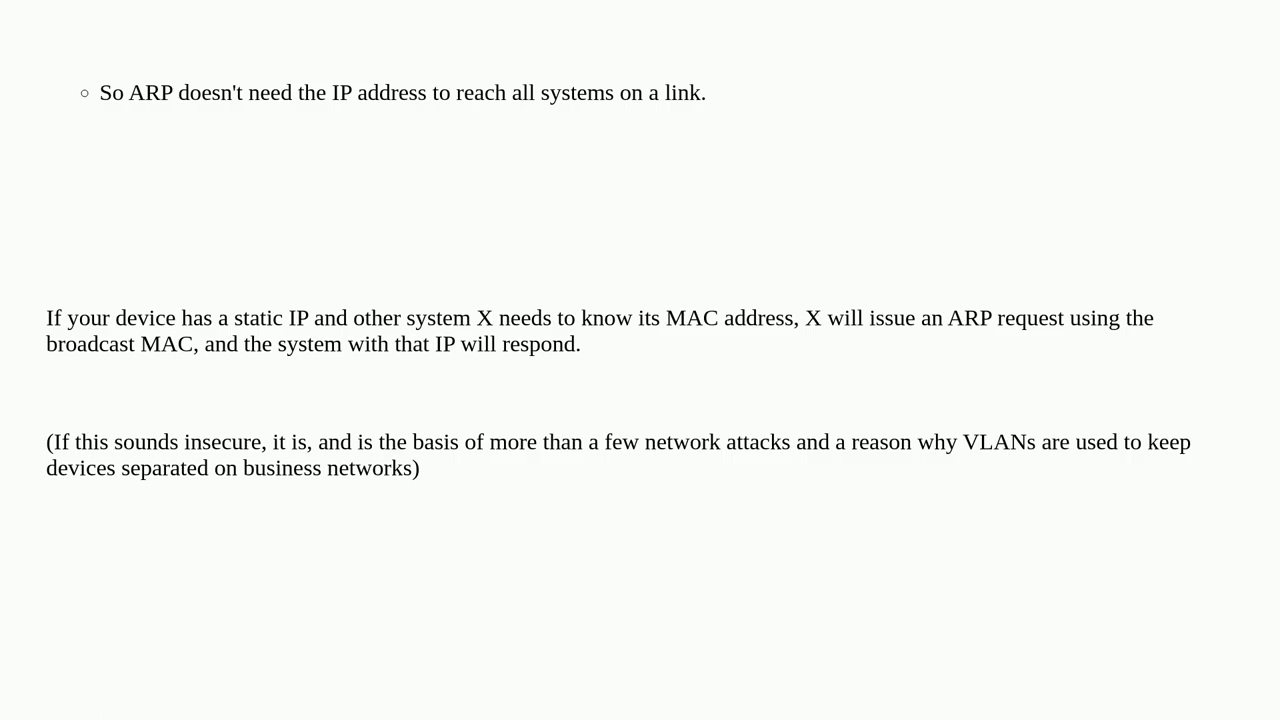 So ARP doesn't need the IP address to reach all systems on a link.
If your device has a static IP and other system X needs to know its MAC address, X will issue an ARP request using the
broadcast MAC, and the system with that IP will respond.
(If this sounds insecure, it is, and is the basis of more than a few network attacks and a reason why VLANs are used to keep
devices separated on business networks)